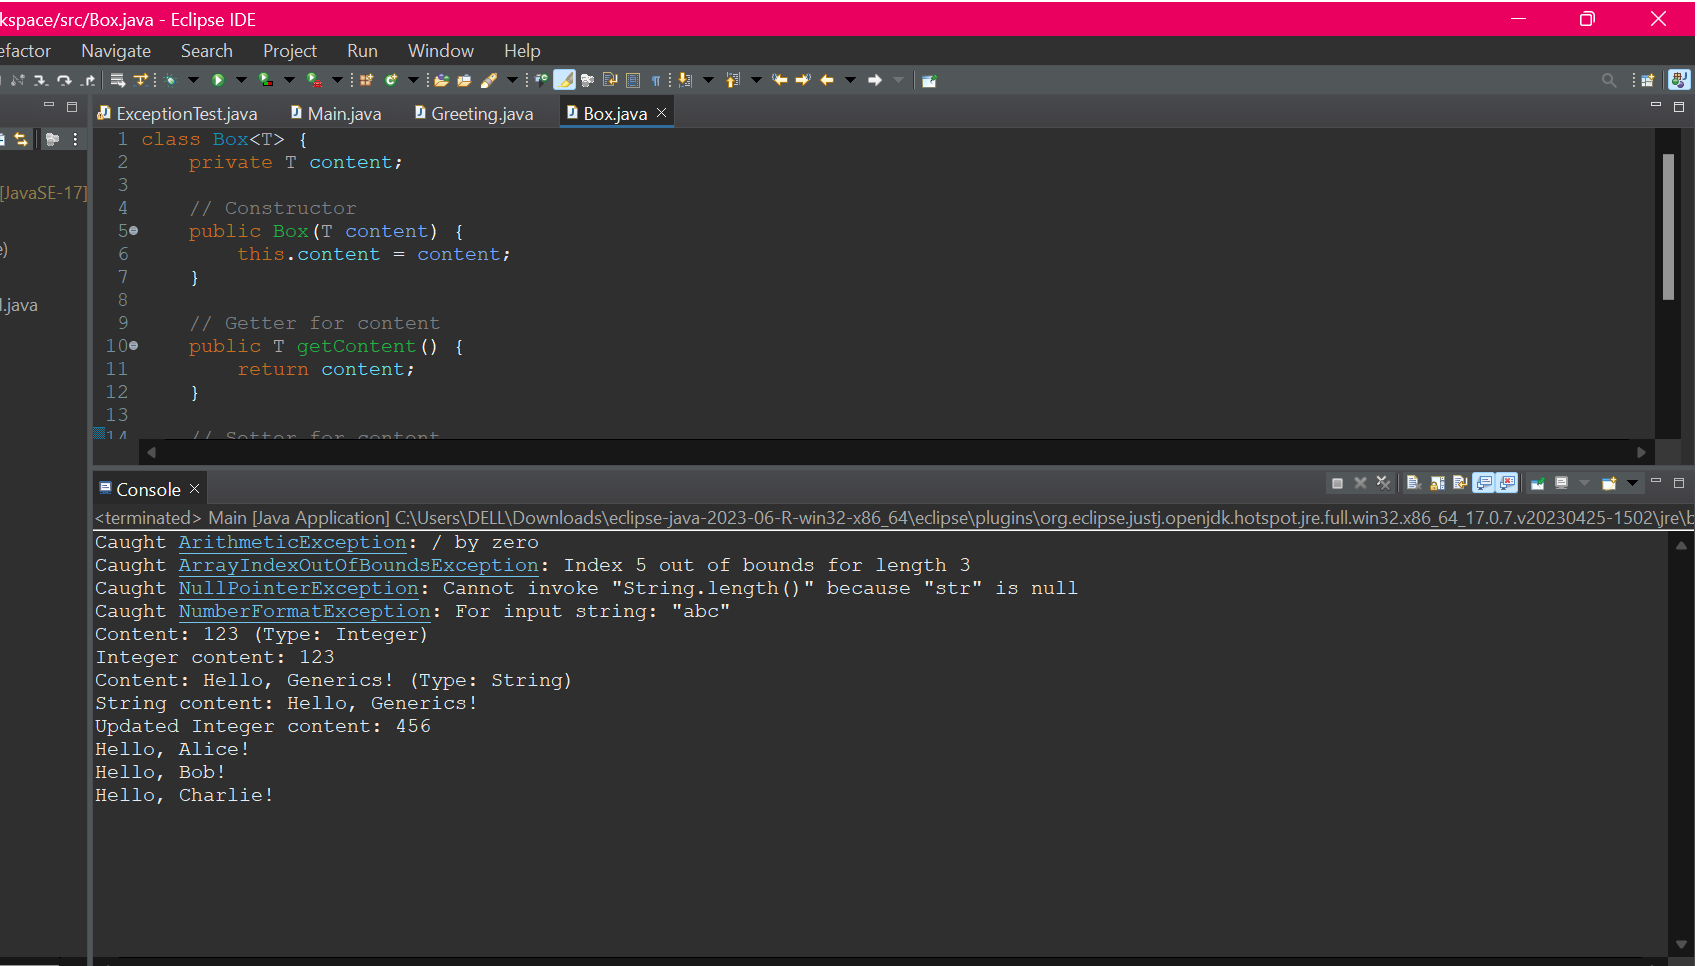 kspace/src/Box.java - Eclipse IDE
efactor Navigate Search Project Run Window Help
ExceptionTest.java Main.java Greeting.java Box.java
[JavaSE-17]
e)
l.java
1 class Box<T> {
2 private T content;
3
4 // Constructor
5 public Box(T content) {
6 this.content = content;
7 }
8
9 // Getter for content
10 public T getContent() {
11 return content;
12 }
13
14 // Setter for content
Console
<terminated> Main [Java Application] C:\Users\DELL\Downloads\eclipse-java-2023-06-R-win32-x86_64\eclipse\plugins\org.eclipse.justj.openjdk.hotspot.jre.full.win32.x86_64_17.0.7.v20230425-1502\jre\b
Caught ArithmeticException: / by zero
Caught ArrayIndexOutOfBoundsException: Index 5 out of bounds for length 3
Caught NullPointerException: Cannot invoke "String.length()" because "str" is null
Caught NumberFormatException: For input string: "abc"
Content: 123 (Type: Integer)
Integer content: 123
Content: Hello, Generics! (Type: String)
String content: Hello, Generics!
Updated Integer content: 456
Hello, Alice!
Hello, Bob!
Hello, Charlie!